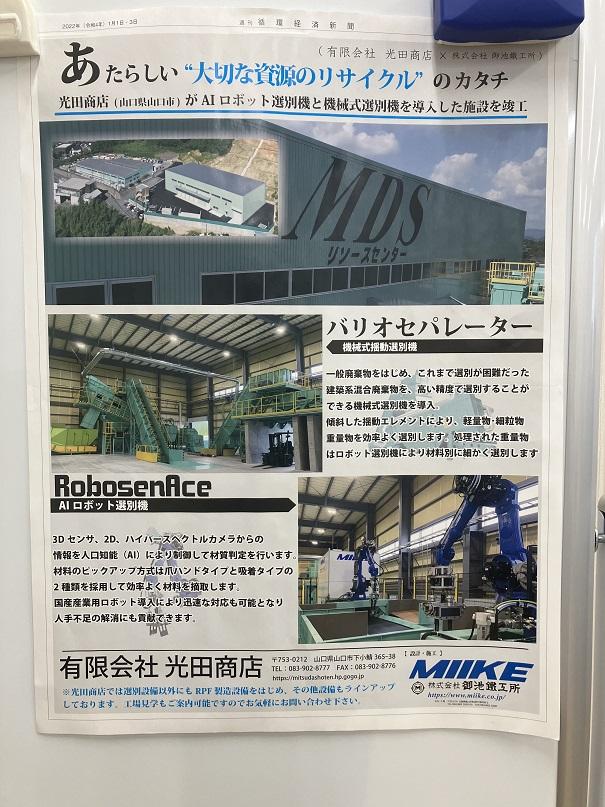 2022年（令和4年）1月1日・3日
週刊 循環経済新聞
（有限会社 光田商店 × 株式会社 御池鐵工所）
あたらしい“大切な資源のリサイクル”のカタチ
光田商店（山口県山口市）がAIロボット選別機と機械式選別機を導入した施設を竣工
MDS
リソースセンター
バリオセパレーター
機械式揺動選別機
一般廃棄物をはじめ、これまで選別が困難だった
建築系混合廃棄物を、高い精度で選別することが
できる機械式選別機を導入。
傾斜した揺動エレメントにより、軽量物・細粒物
重量物を効率よく選別します。処理された重量物
はロボット選別機により材料別に細かく選別します
RobosenAce
AIロボット選別機
3Dセンサ、2D、ハイパースペクトルカメラからの
情報を人口知能（AI）により制御して材質判定を行います。
材料のピックアップ方式は爪ハンドタイプと吸着タイプの
2種類を採用して効率よく材料を摘取します。
国産産業用ロボット導入により迅速な対応も可能となり
人手不足の解消にも貢献できます。
MIIKE
有限会社 光田商店
〒753-0212 山口県山口市下小鯖365-38
TEL：083-902-8777 FAX：083-902-8776
https://mitsudashoten.hp.gogo.jp
※光田商店では選別設備以外にもRPF製造設備をはじめ、その他設備もラインアップ
しております。工場見学もご案内可能ですのでお気軽にお問い合わせ下さい。
【設計・施工】
MIIKE
株式会社 御池鐵工所
https://www.miike.co.jp/